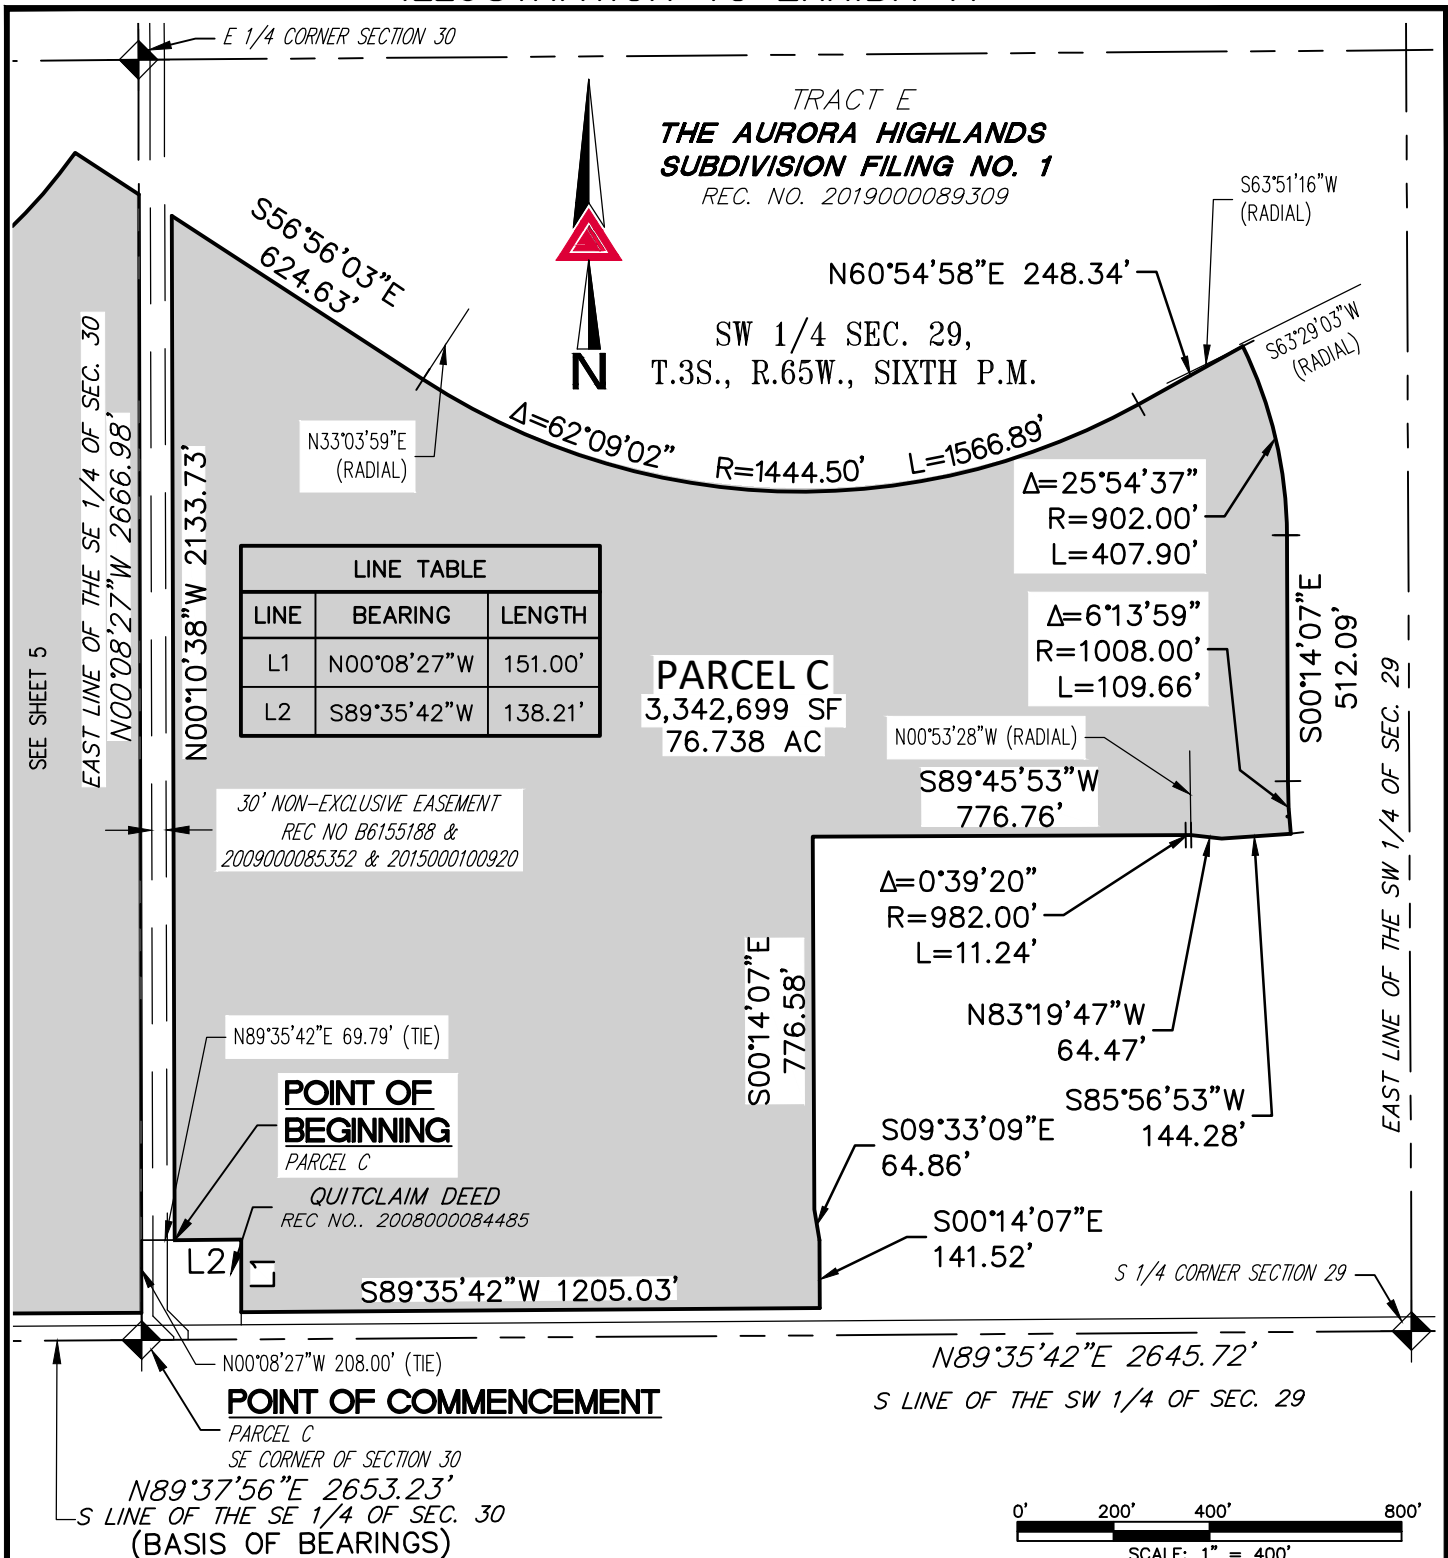 E 1/4 CORNER SECTION 30
TRACT E
THE AURORA HIGHLANDS
SUBDIVISION FILING NO. 1
REC. NO. 2019000089309
S63°51'16"W
(RADIAL)
S56°56'03"E
624.63'
N60°54'58"E 248.34'
S63°29'03"W
(RADIAL)
SW 1/4 SEC. 29,
T.3S., R.65W., SIXTH P.M.
N
N33°03'59"E
(RADIAL)
Δ=62°09'02"
R=1444.50'
L=1566.89'
Δ=25°54'37"
R=902.00'
L=407.90'
EAST LINE OF THE SE 1/4 OF SEC. 30
N00°08'27"W 2666.98'
N00°10'38"W 2133.73'
LINE TABLE
LINE BEARING LENGTH
L1 N00°08'27"W 151.00'
L2 S89°35'42"W 138.21'
Δ=6°13'59"
R=1008.00'
L=109.66'
S00°14'07"E
512.09'
SEE SHEET 5
PARCEL C
3,342,699 SF
76.738 AC
N00°53'28"W (RADIAL)
S89°45'53"W
776.76'
30' NON-EXCLUSIVE EASEMENT
REC NO B6155188 &
2009000085352 & 2015000100920
Δ=0°39'20"
R=982.00'
L=11.24'
EAST LINE OF THE SW 1/4 OF SEC. 29
S00°14'07"E
776.58'
N83°19'47"W
64.47'
N89°35'42"E 69.79' (TIE)
S85°56'53"W
144.28'
POINT OF
BEGINNING
PARCEL C
S09°33'09"E
64.86'
QUITCLAIM DEED
REC NO.. 2008000084485
S00°14'07"E
141.52'
L2
L1
S89°35'42"W 1205.03'
S 1/4 CORNER SECTION 29
N00°08'27"W 208.00' (TIE)
N89°35'42"E 2645.72'
S LINE OF THE SW 1/4 OF SEC. 29
POINT OF COMMENCEMENT
PARCEL C
SE CORNER OF SECTION 30
N89°37'56"E 2653.23'
S LINE OF THE SE 1/4 OF SEC. 30
(BASIS OF BEARINGS)
0' 200' 400' 800'
SCALE: 1" = 400'